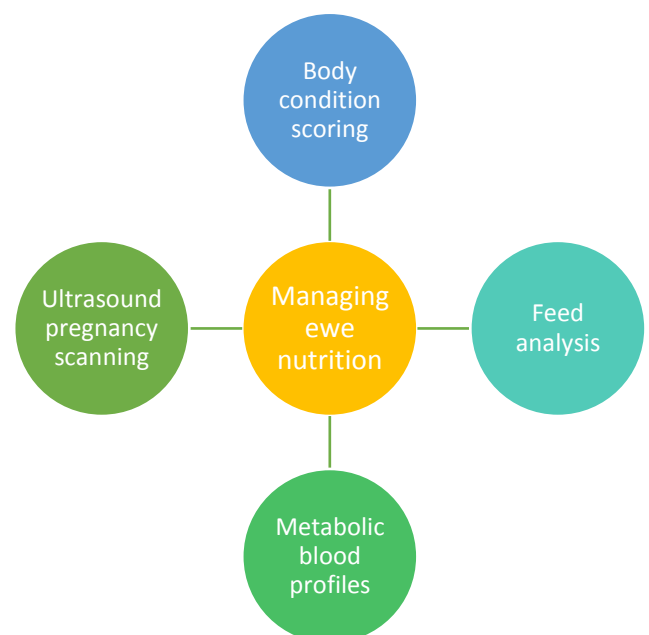 Body
condition
scoring
Ultrasound
pregnancy
scanning
Managing
ewe
nutrition
Feed
analysis
Metabolic
blood
profiles